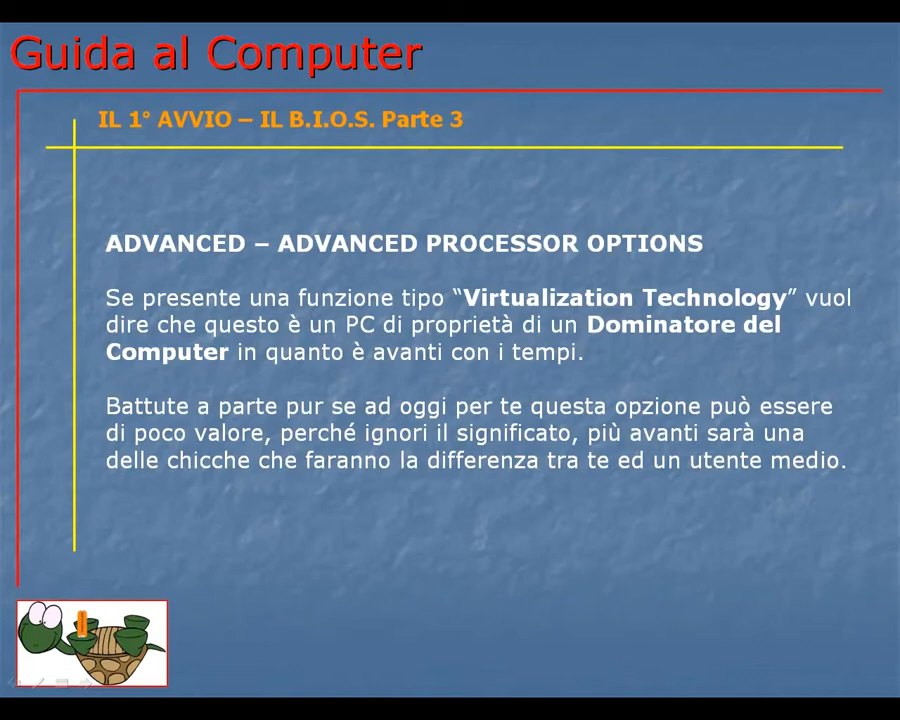 Guida al Computer
IL 1° AVVIO – IL B.I.O.S. Parte 3
ADVANCED – ADVANCED PROCESSOR OPTIONS
Se presente una funzione tipo “Virtualization Technology” vuol
dire che questo è un PC di proprietà di un Dominatore del
Computer in quanto è avanti con i tempi.
Battute a parte pur se ad oggi per te questa opzione può essere
di poco valore, perché ignori il significato, più avanti sarà una
delle chicche che faranno la differenza tra te ed un utente medio.